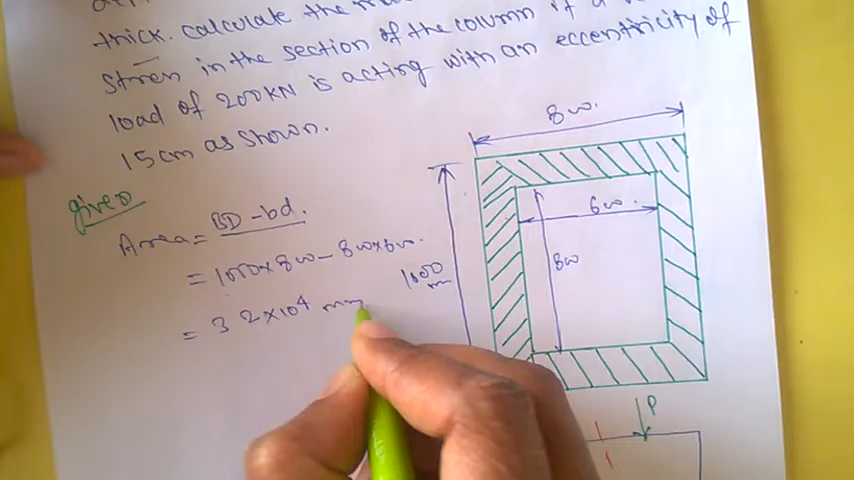 thick. calculate the
stress in the section of the column if a
load of 200kN is acting with an eccentricity of
15cm as shown.
given
Area = BD-bd.
= 1000×800-800×600.
= 32×10⁴ mm
800.
600.
800
1000
m
P